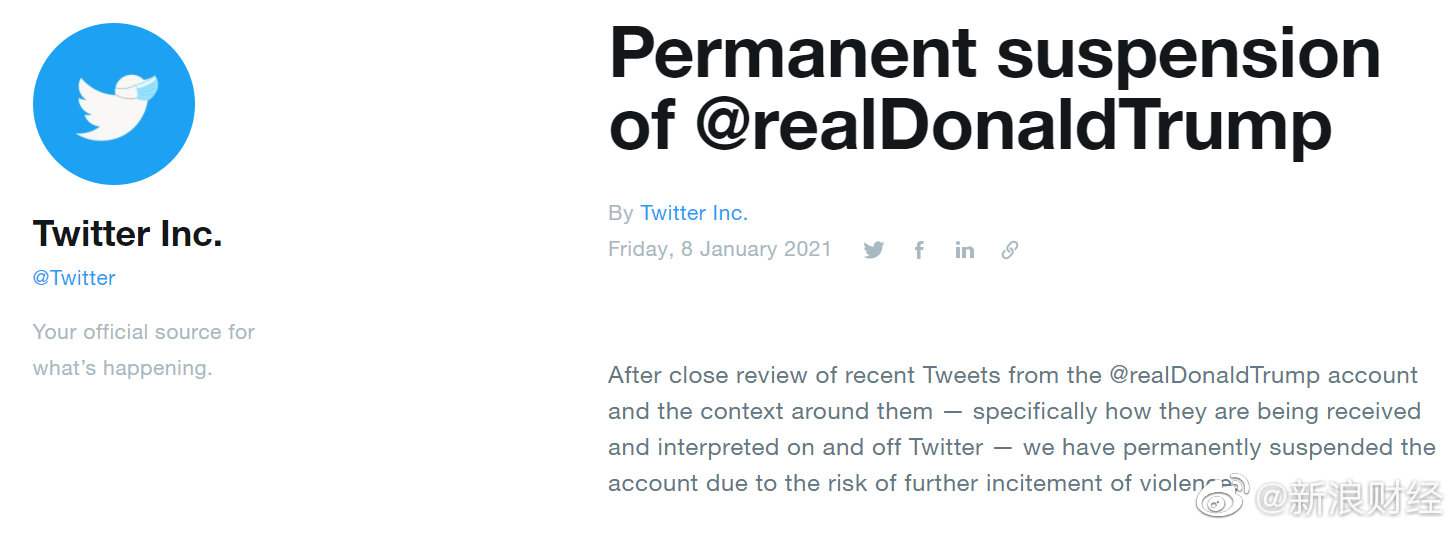 Permanent suspension
of @realDonaldTrump
Twitter Inc.
@Twitter
Your official source for
what's happening.
By Twitter Inc.
Friday, 8 January 2021
After close review of recent Tweets from the @realDonaldTrump account
and the context around them — specifically how they are being received
and interpreted on and off Twitter — we have permanently suspended the
account due to the risk of further incitement of violence.
@新浪财经